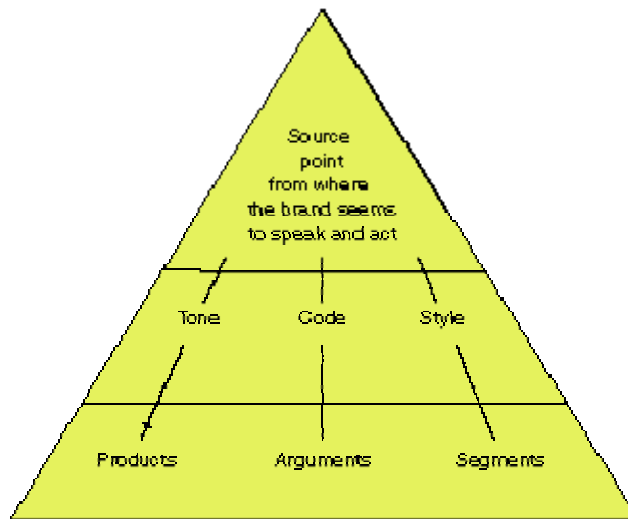 Source
point
from where
the brand seems
to speak and act
Tone Code Style
Products Arguments Segments